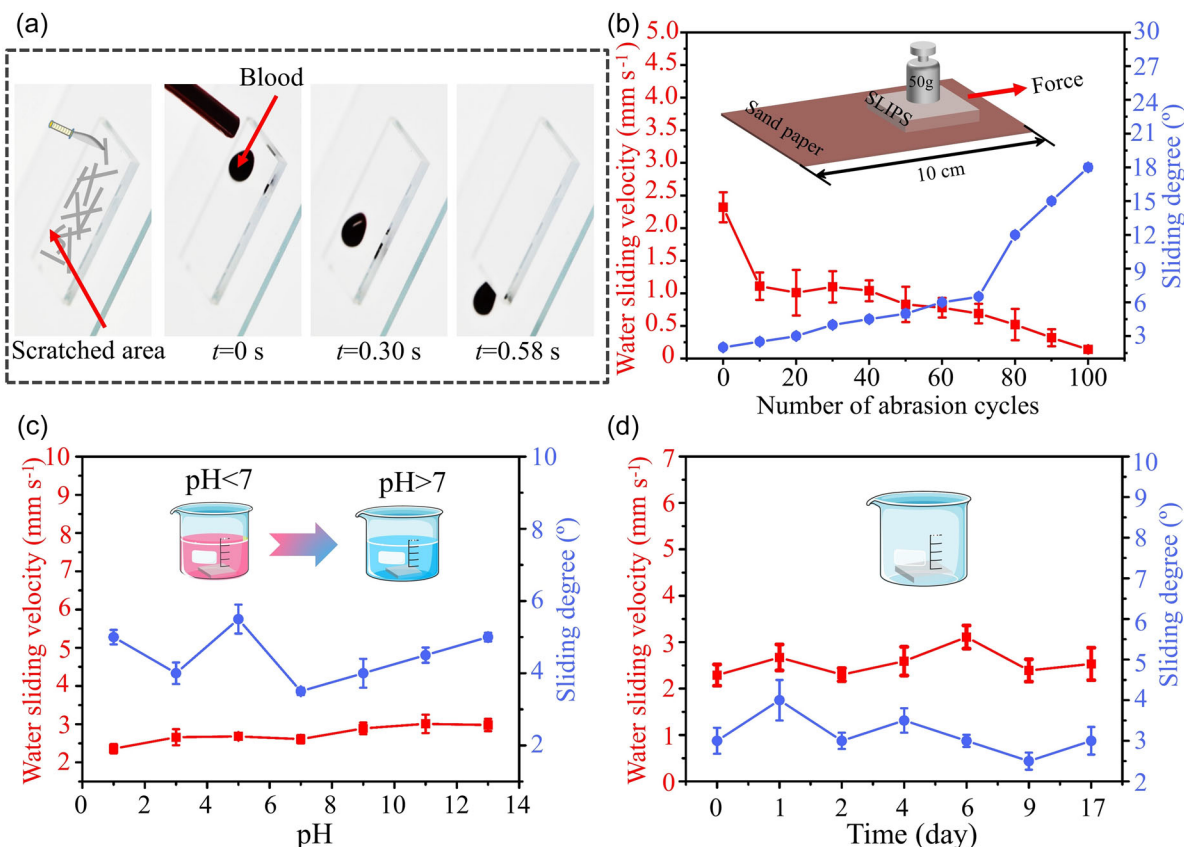 (a)
Blood
Scratched area
t=0 s
t=0.30 s
t=0.58 s
(b)
Water sliding velocity (mm s⁻¹)
5.0
4.5
4.0
3.5
3.0
2.5
2.0
1.5
1.0
0.5
0
30
27
24
21
18
15
12
9
6
3
Sliding degree (º)
50g
SLIPS
Force
Sand paper
10 cm
0 20 40 60 80 100
Number of abrasion cycles
(c)
Water sliding velocity (mm s⁻¹)
10
9
8
7
6
5
4
3
2
10
8
6
4
2
Sliding degree (º)
pH<7
pH>7
0 2 4 6 8 10 12 14
pH
(d)
Water sliding velocity (mm s⁻¹)
7
6
5
4
3
2
1
0
10
9
8
7
6
5
4
3
2
Sliding degree (º)
0 1 2 4 6 9 17
Time (day)